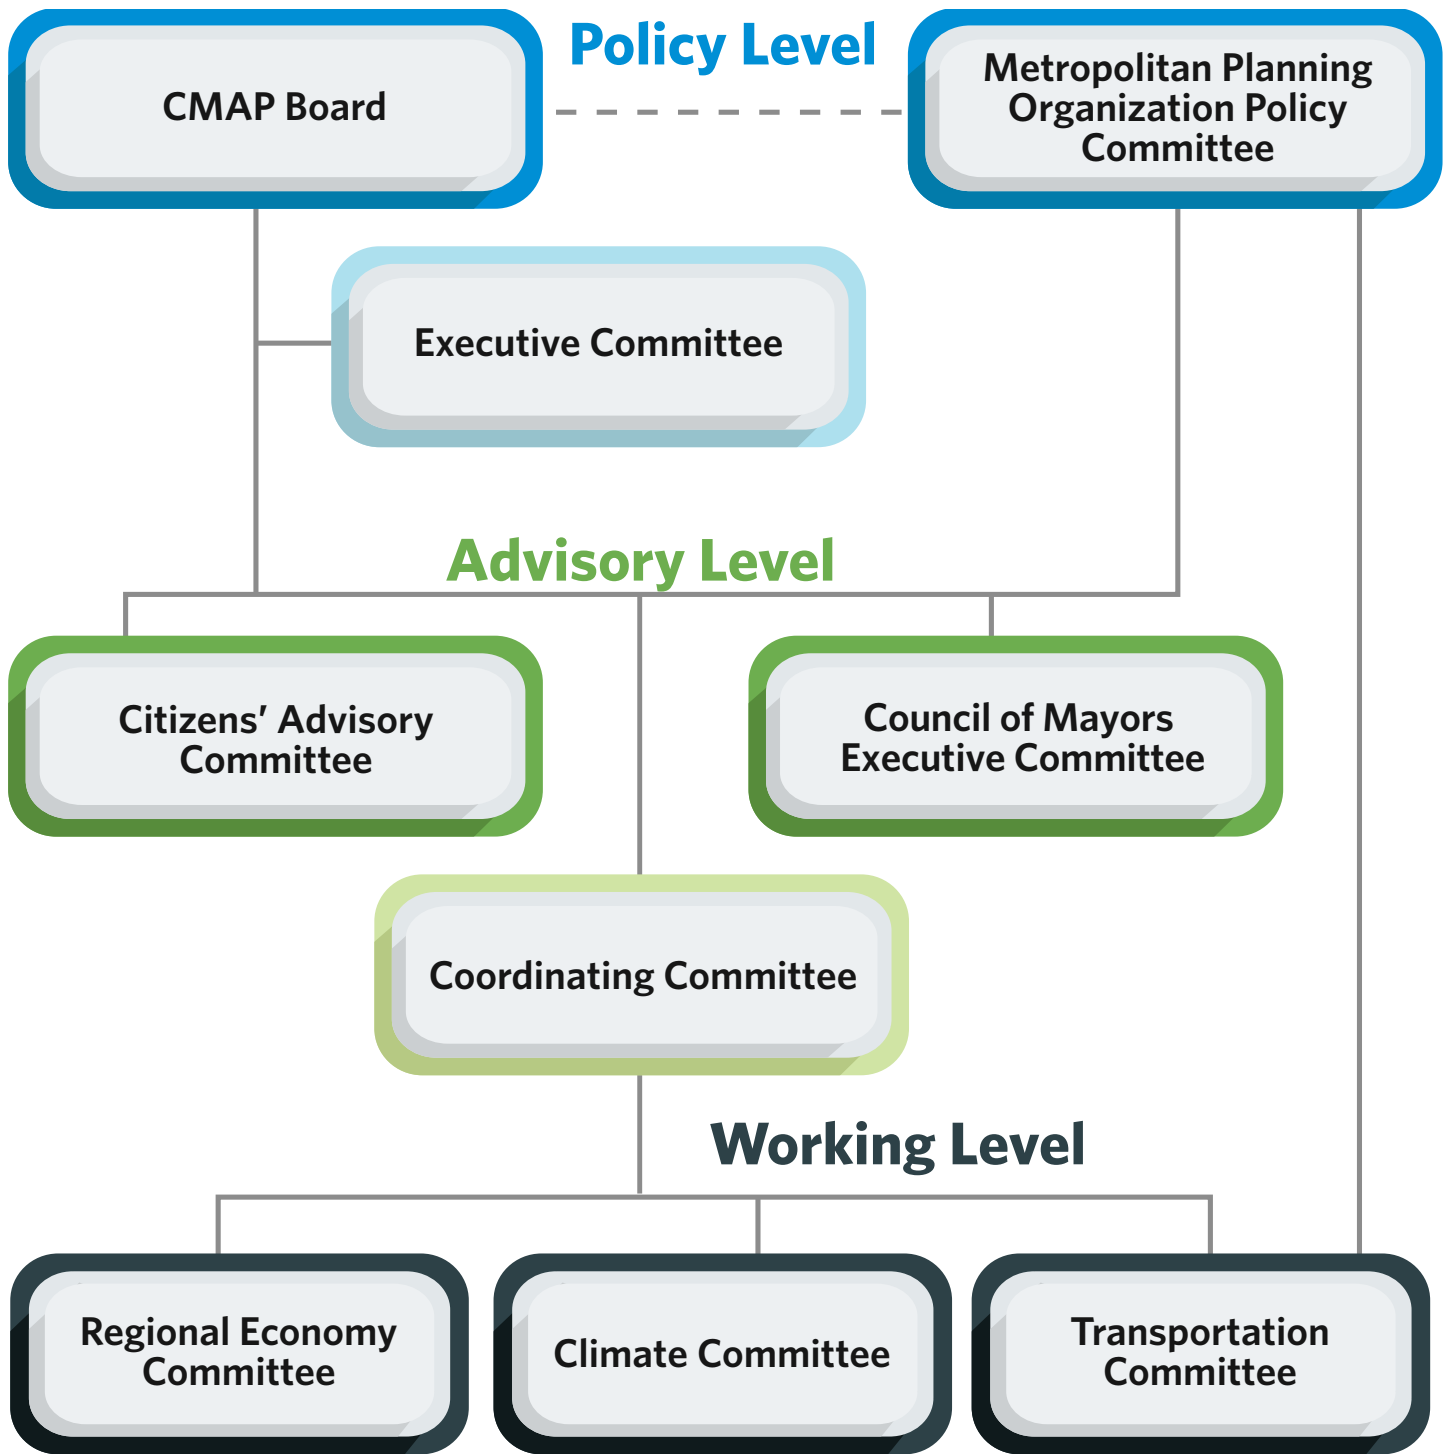 Policy Level
CMAP Board
Metropolitan Planning
Organization Policy
Committee
Executive Committee
Advisory Level
Citizens’ Advisory
Committee
Council of Mayors
Executive Committee
Coordinating Committee
Working Level
Regional Economy
Committee
Climate Committee
Transportation
Committee